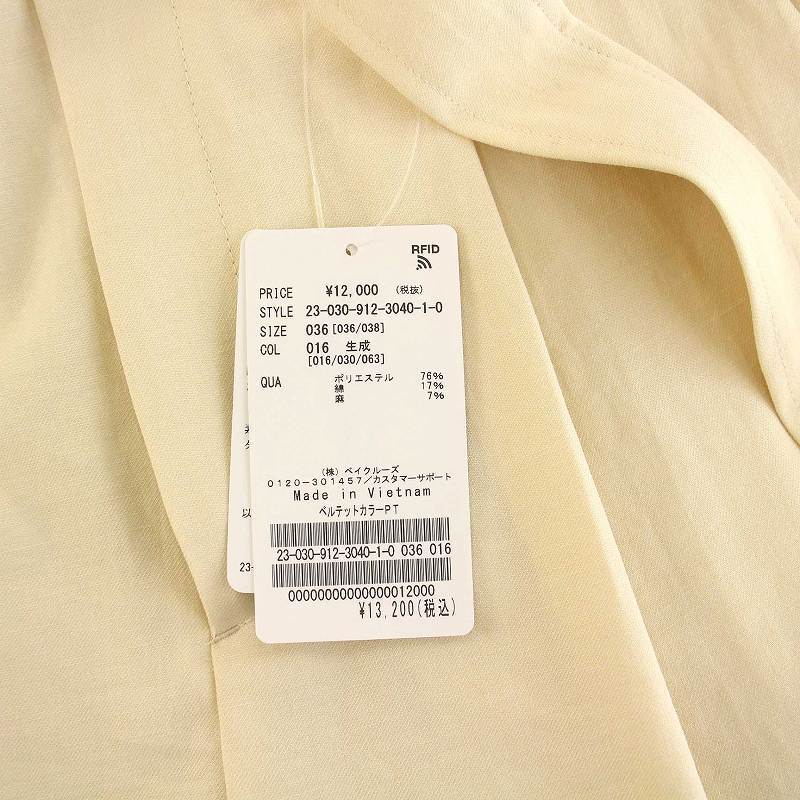 RFID
PRICE ¥12,000 (税抜)
STYLE 23-030-912-3040-1-0
SIZE 036[036/038]
COL 016 生成
[016/030/063]
QUA ポリエステル 76%
綿 17%
麻 7%
(株)ベイクルーズ
0120-301457/カスタマーサポート
Made in Vietnam
ベルテットカラーPT
23-030-912-3040-1-0 036 016
00000000000000012000
¥13,200(税込)
以
23-